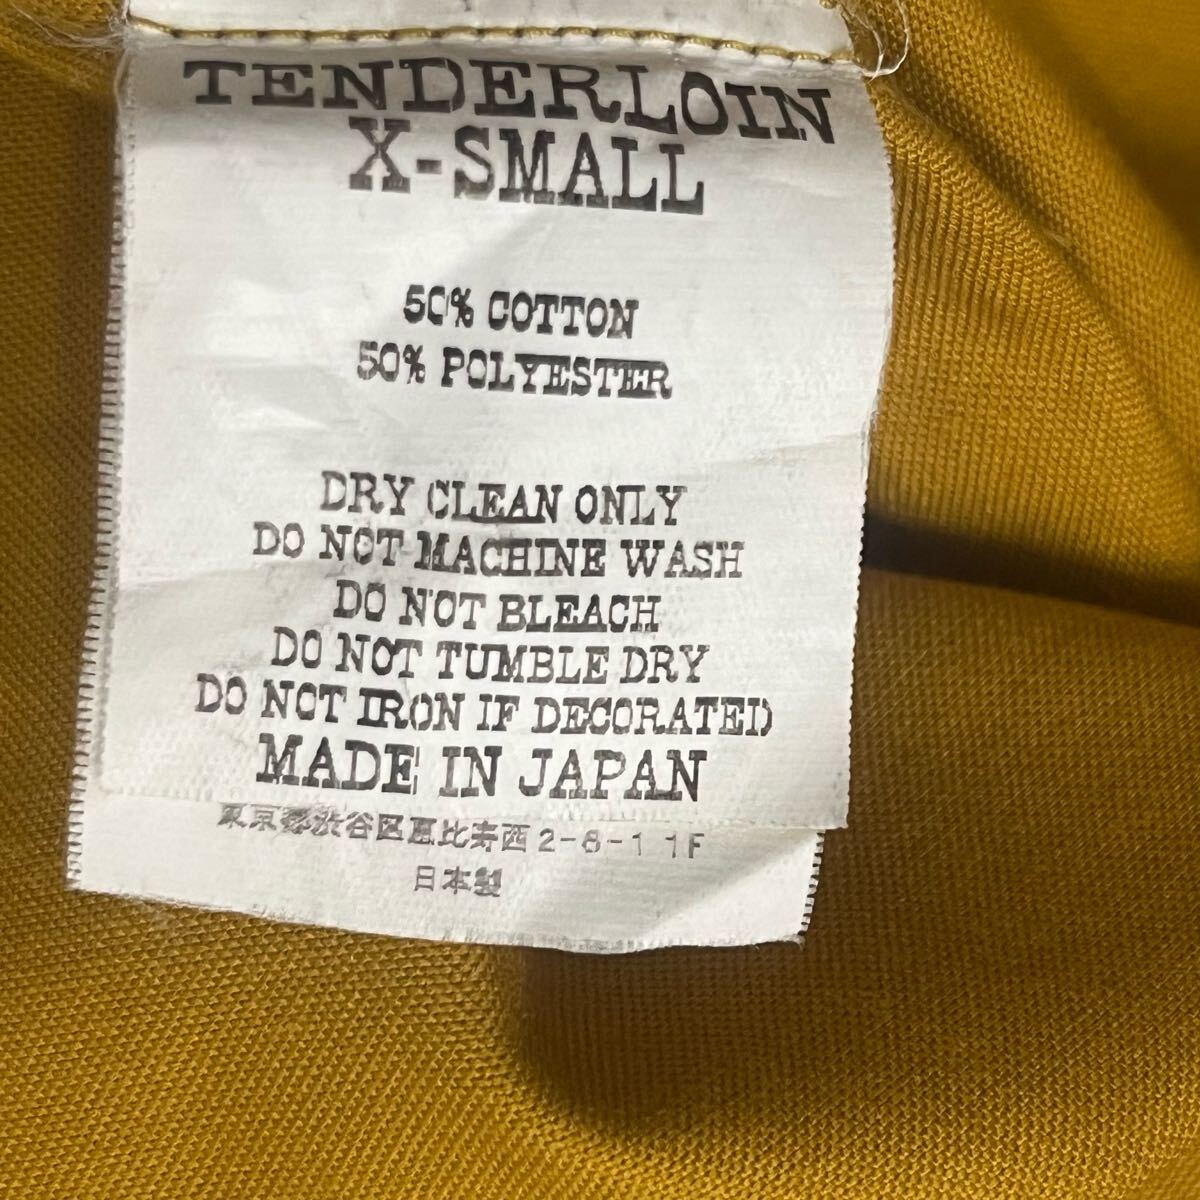 TENDERLOIN
X-SMALL
50% COTTON
50% POLYESTER
DRY CLEAN ONLY
DO NOT MACHINE WASH
DO NOT BLEACH
DO NOT TUMBLE DRY
DO NOT IRON IF DECORATED
MADE IN JAPAN
東京都渋谷区恵比寿西2-8-1 1F
日本製